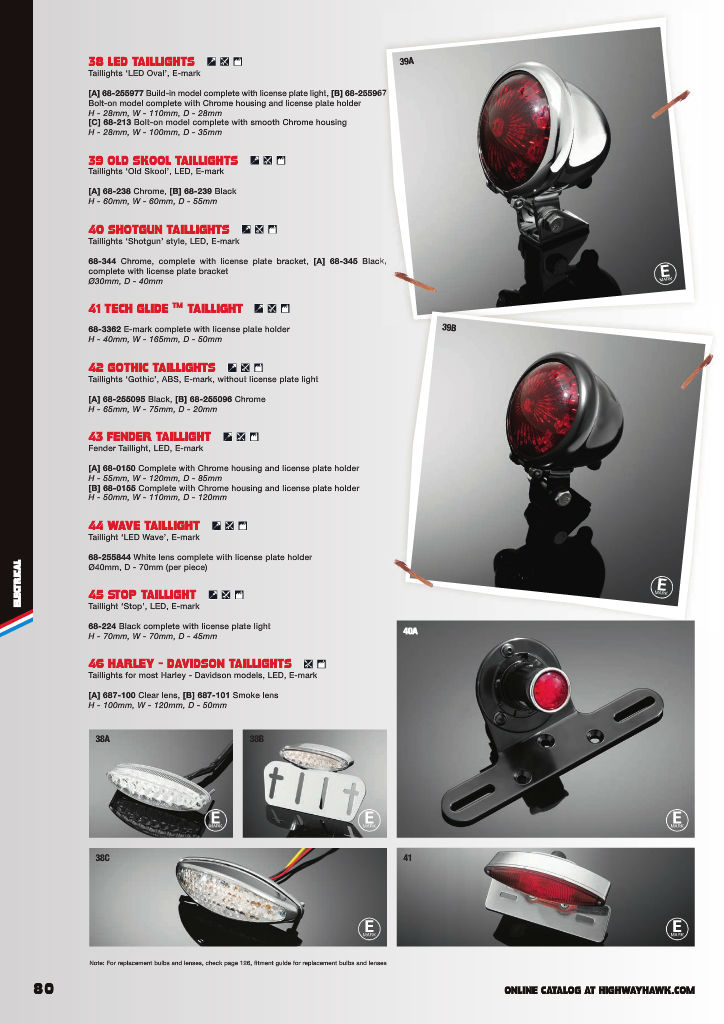 38 LED TAILLIGHTS
Taillights ‘LED Oval’, E-mark
[A] 68-255977 Build-in model complete with license plate light, [B] 68-255967
Bolt-on model complete with Chrome housing and license plate holder
H - 28mm, W - 110mm, D - 28mm
[C] 68-213 Bolt-on model complete with smooth Chrome housing
H - 28mm, W - 100mm, D - 35mm
39 OLD SKOOL TAILLIGHTS
Taillights ‘Old Skool’, LED, E-mark
[A] 68-238 Chrome, [B] 68-239 Black
H - 60mm, W - 60mm, D - 55mm
40 SHOTGUN TAILLIGHTS
Taillights ‘Shotgun’ style, LED, E-mark
68-344 Chrome, complete with license plate bracket, [A] 68-345 Black,
complete with license plate bracket
Ø30mm, D - 40mm
41 TECH GLIDE ™ TAILLIGHT
68-3362 E-mark complete with license plate holder
H - 40mm, W - 165mm, D - 50mm
42 GOTHIC TAILLIGHTS
Taillights ‘Gothic’, ABS, E-mark, without license plate light
[A] 68-255095 Black, [B] 68-255096 Chrome
H - 65mm, W - 75mm, D - 20mm
43 FENDER TAILLIGHT
Fender Taillight, LED, E-mark
[A] 68-0150 Complete with Chrome housing and license plate holder
H - 55mm, W - 120mm, D - 85mm
[B] 68-0155 Complete with Chrome housing and license plate holder
H - 50mm, W - 110mm, D - 120mm
44 WAVE TAILLIGHT
Taillight ‘LED Wave’, E-mark
68-255844 White lens complete with license plate holder
Ø40mm, D - 70mm (per piece)
45 STOP TAILLIGHT
Taillight ‘Stop’, LED, E-mark
68-224 Black complete with license plate light
H - 70mm, W - 70mm, D - 45mm
46 HARLEY - DAVIDSON TAILLIGHTS
Taillights for most Harley - Davidson models, LED, E-mark
[A] 687-100 Clear lens, [B] 687-101 Smoke lens
H - 100mm, W - 120mm, D - 50mm
ELECTRICAL
39A
E
MARK
39B
E
MARK
40A
E
MARK
38A
E
MARK
38B
E
MARK
38C
E
MARK
41
E
MARK
Note: For replacement bulbs and lenses, check page 126, fitment guide for replacement bulbs and lenses
80
ONLINE CATALOG AT HIGHWAYHAWK.COM